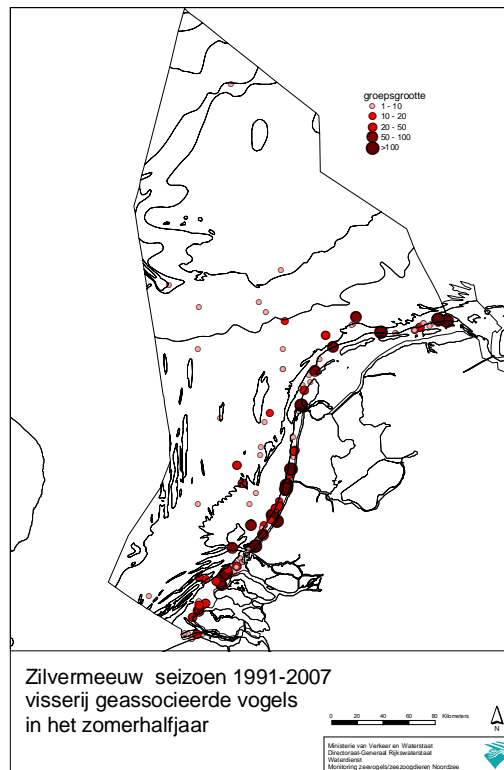 groepsgrootte
1 - 10
10 - 20
20 - 50
50 - 100
>100
Zilvermeeuw seizoen 1991-2007
visserij geassocieerde vogels
in het zomerhalfjaar
0 20 40 60 80 Kilometers
N
Ministerie van Verkeer en Waterstaat
Directoraat-Generaal Rijkswaterstaat
Waterdienst
Monitoring zeevogels/zeezoogdieren Noordzee